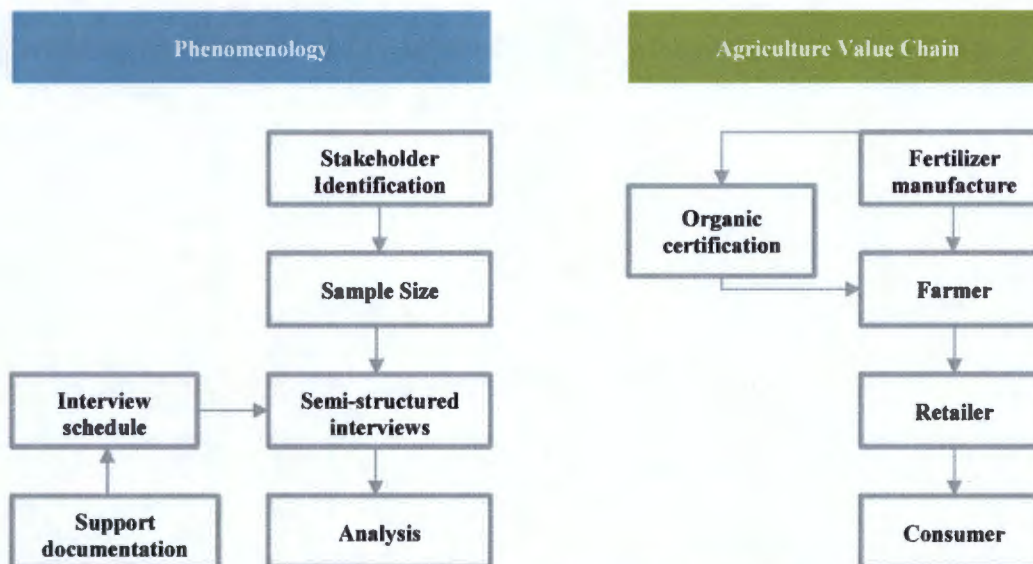 Phenomenology
Agriculture Value Chain
Stakeholder
Identification
Fertilizer
manufacture
Organic
certification
Sample Size
Farmer
Interview
schedule
Semi-structured
interviews
Retailer
Support
documentation
Analysis
Consumer